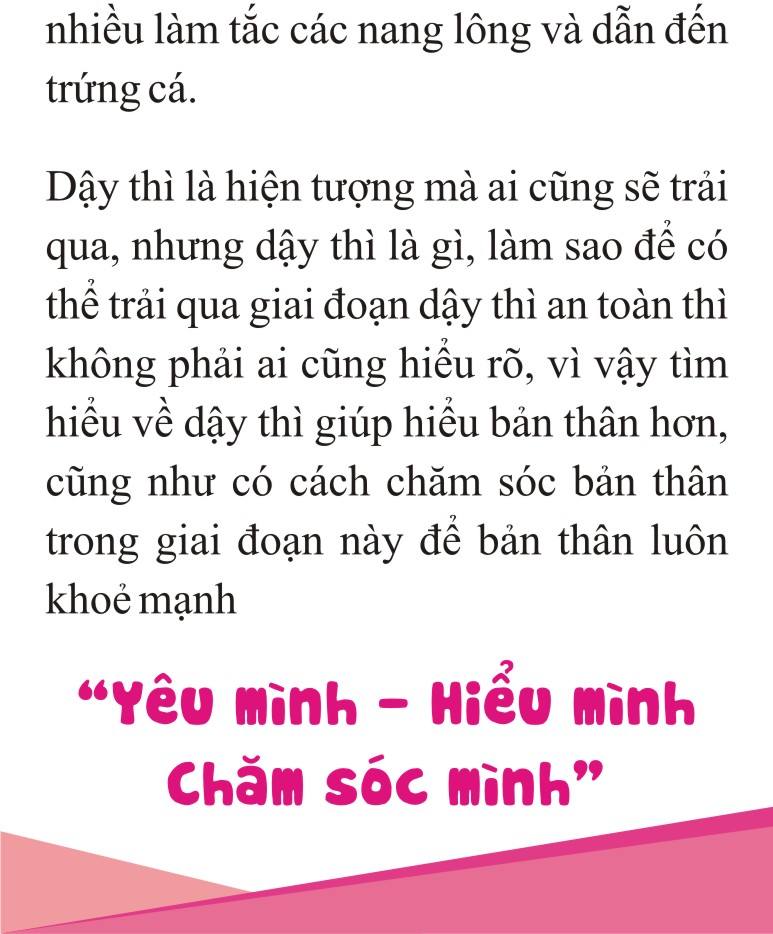 nhiều làm tắc các nang lông và dẫn đến
trứng cá.
Dậy thì là hiện tượng mà ai cũng sẽ trải
qua, nhưng dậy thì là gì, làm sao để có
thể trải qua giai đoạn dậy thì an toàn thì
không phải ai cũng hiểu rõ, vì vậy tìm
hiểu về dậy thì giúp hiểu bản thân hơn,
cũng như có cách chăm sóc bản thân
trong giai đoạn này để bản thân luôn
khoẻ mạnh
“Yêu mình - Hiểu mình
Chăm sóc mình”